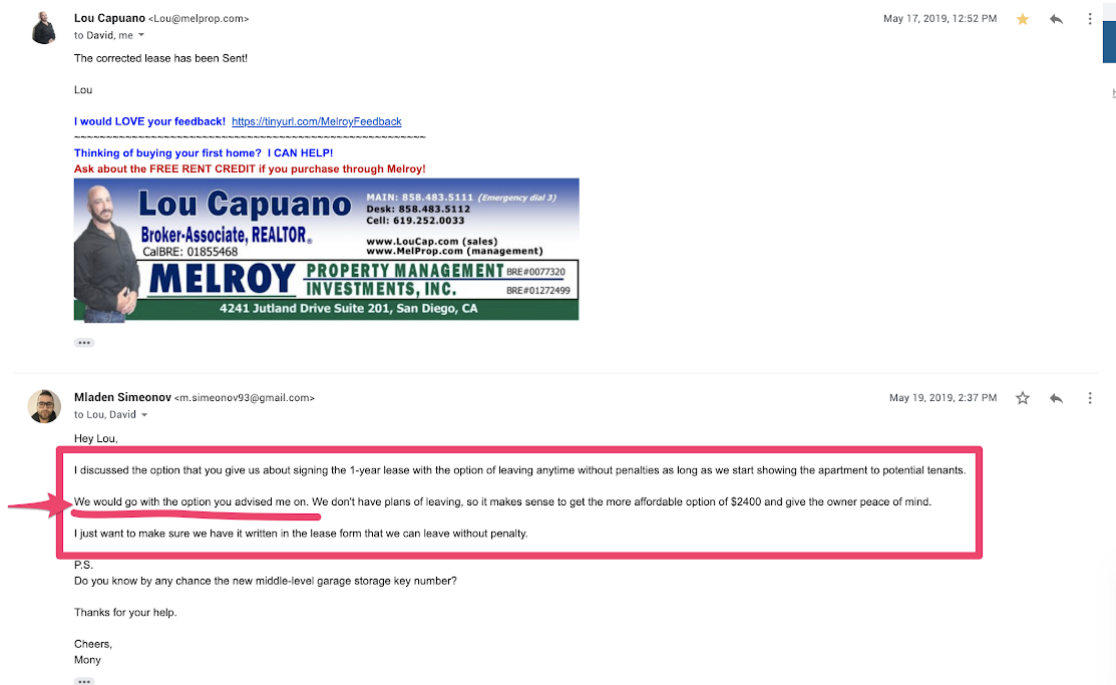 Lou Capuano <Lou@melprop.com>
May 17, 2019, 12:52 PM
to David, me
The corrected lease has been Sent!
Lou
I would LOVE your feedback! https://tinyurl.com/MelroyFeedback
~~~~~~~~~~~~~~~~~~~~~~~~~~~~~~~~~~~~~~~~~~~~~~~~~~~~~~~
Thinking of buying your first home? I CAN HELP!
Ask about the FREE RENT CREDIT if you purchase through Melroy!
Lou Capuano
MAIN: 858.483.5111 (Emergency dial 3)
Desk: 858.483.5112
Cell: 619.252.0033
Broker-Associate, REALTOR®
CalBRE: 01855468
www.LouCap.com (sales)
www.MelProp.com (management)
MELROY PROPERTY MANAGEMENT BRE#0077320
INVESTMENTS, INC. BRE#01272499
4241 Jutland Drive Suite 201, San Diego, CA
Mladen Simeonov <m.simeonov93@gmail.com>
May 19, 2019, 2:37 PM
to Lou, David
Hey Lou,
I discussed the option that you give us about signing the 1-year lease with the option of leaving anytime without penalties as long as we start showing the apartment to potential tenants.
We would go with the option you advised me on. We don't have plans of leaving, so it makes sense to get the more affordable option of $2400 and give the owner peace of mind.
I just want to make sure we have it written in the lease form that we can leave without penalty.
P.S.
Do you know by any chance the new middle-level garage storage key number?
Thanks for your help.
Cheers,
Mony